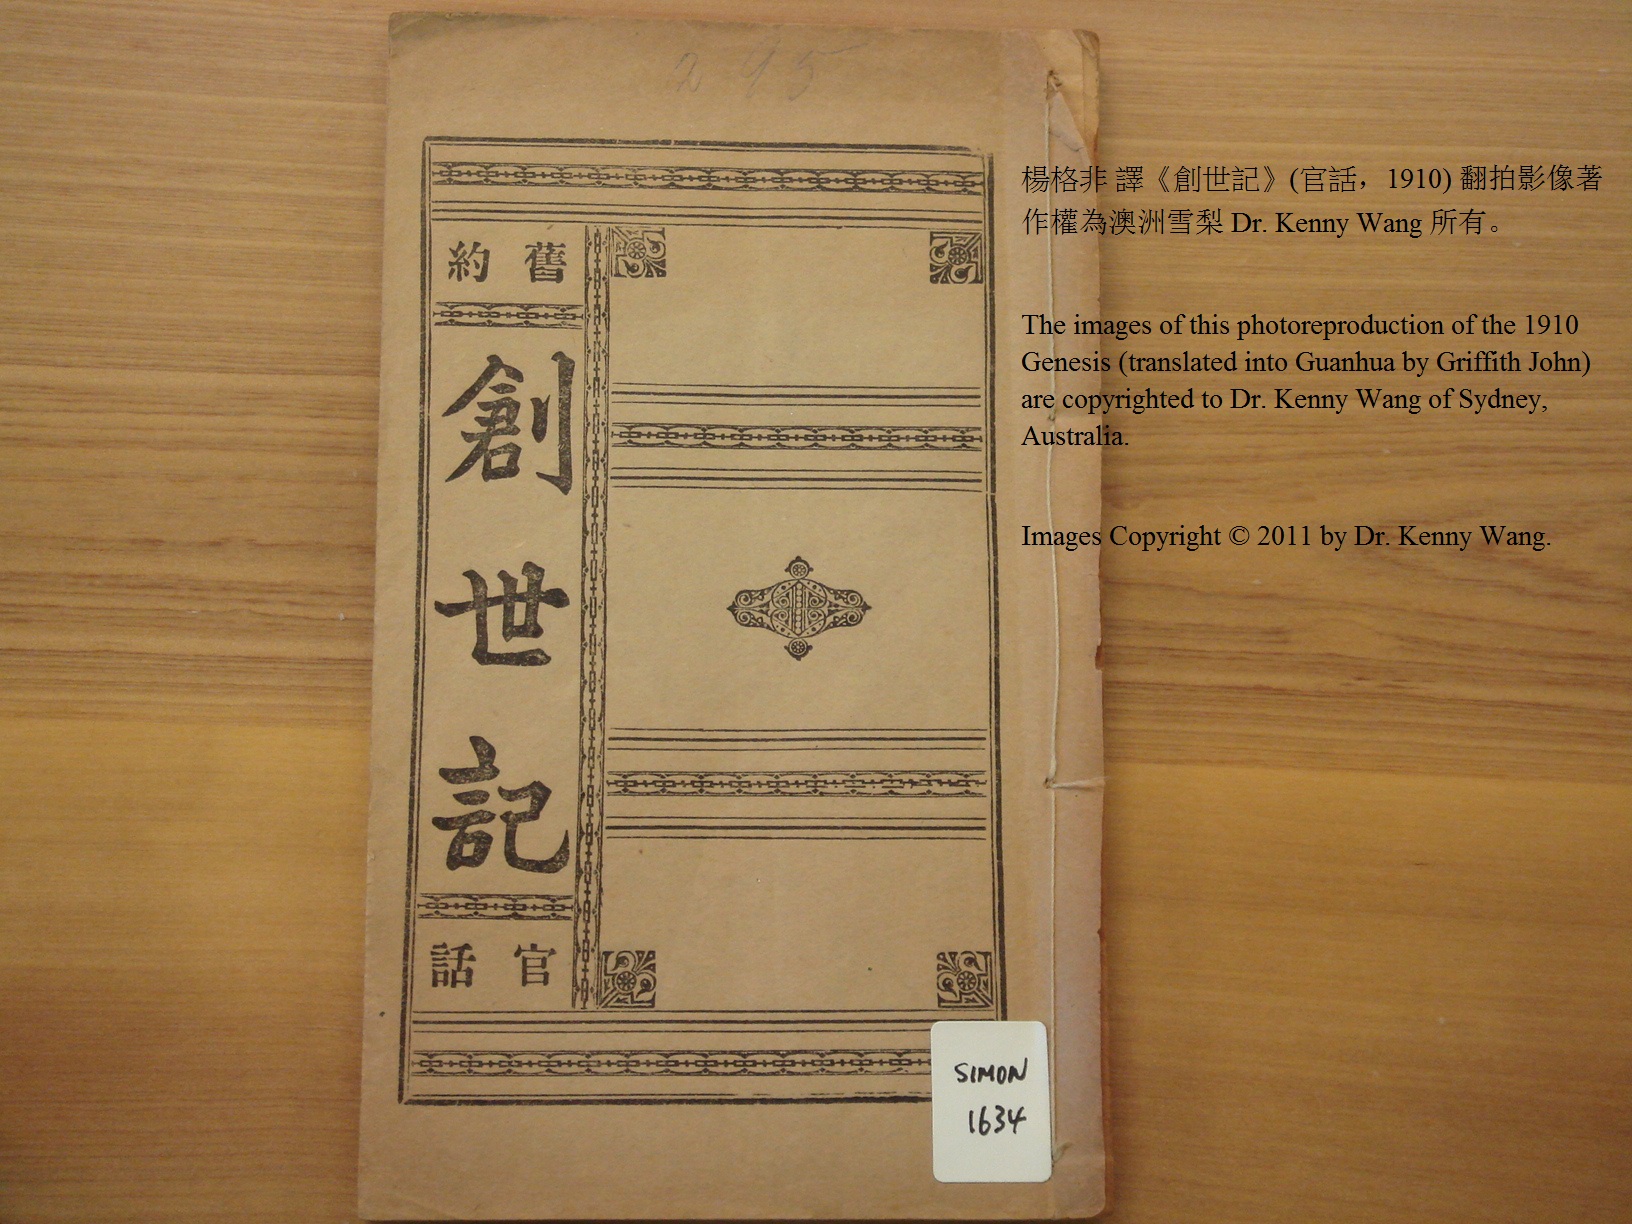 295
舊約
創世記
官話
SIMON
1634
楊格非 譯《創世記》(官話，1910) 翻拍影像著
作權為澳洲雪梨 Dr. Kenny Wang 所有。
The images of this photoreproduction of the 1910
Genesis (translated into Guanhua by Griffith John)
are copyrighted to Dr. Kenny Wang of Sydney,
Australia.
Images Copyright © 2011 by Dr. Kenny Wang.